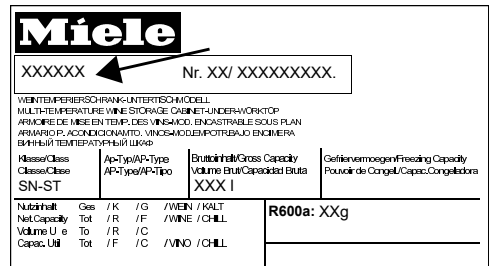 Miele
XXXXXX Nr. XX/ XXXXXXXXX.
WEINTEMPERIERSCHRANK-UNTERTISCHMODELL
MULTI-TEMPERATURE WINE STORAGE CABINET-UNDER-WORKTOP
ARMOIRE DE MISE EN TEMP. DES VINS-MOD. ENCASTRABLE SOUS PLAN
ARMARIO P. ACONDICIONAMTO. VINOS-MOD.EMPOTR.BAJO ENCIMERA
ВИННЫЙ ТЕМПЕРАТУРНЫЙ ШКАФ
Klasse/Class Ap-Typ/AP-Type Bruttoinhalt/Gross Capacity Gefriervermoegen/Freezing Capacity
Classe/Clase AP-Type/AP-Tipo Volume Brut/Capacidad Bruta Pouvoir de Congel./Capac.Congeladora
SN-ST XXX l
Nutzinhalt Ges / K / G / WEIN / KALT R600a: XXg
Net.Capacity Tot / R / F / WINE / CHILL
Volume U e To / R / C
Capac. Util Tot / F / C / VINO / CHILL